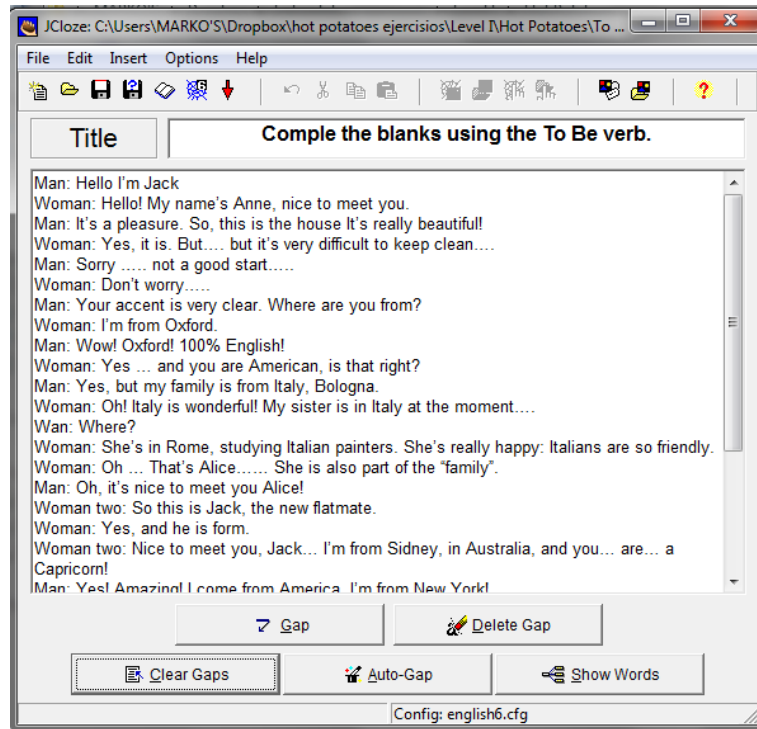 JCloze: C:\Users\MARKO'S\Dropbox\hot potatoes ejercisios\Level I\Hot Potatoes\To ...
File Edit Insert Options Help
Title
Comple the blanks using the To Be verb.
Man: Hello I'm Jack
Woman: Hello! My name's Anne, nice to meet you.
Man: It's a pleasure. So, this is the house It's really beautiful!
Woman: Yes, it is. But…. but it's very difficult to keep clean….
Man: Sorry ….. not a good start…..
Woman: Don't worry…..
Man: Your accent is very clear. Where are you from?
Woman: I'm from Oxford.
Man: Wow! Oxford! 100% English!
Woman: Yes … and you are American, is that right?
Man: Yes, but my family is from Italy, Bologna.
Woman: Oh! Italy is wonderful! My sister is in Italy at the moment….
Wan: Where?
Woman: She's in Rome, studying Italian painters. She's really happy: Italians are so friendly.
Woman: Oh … That's Alice…… She is also part of the “family”.
Man: Oh, it's nice to meet you Alice!
Woman two: So this is Jack, the new flatmate.
Woman: Yes, and he is form.
Woman two: Nice to meet you, Jack… I'm from Sidney, in Australia, and you… are… a
Capricorn!
Man: Yes! Amazing! I come from America. I'm from New York!
Gap
Delete Gap
Clear Gaps
Auto-Gap
Show Words
Config: english6.cfg